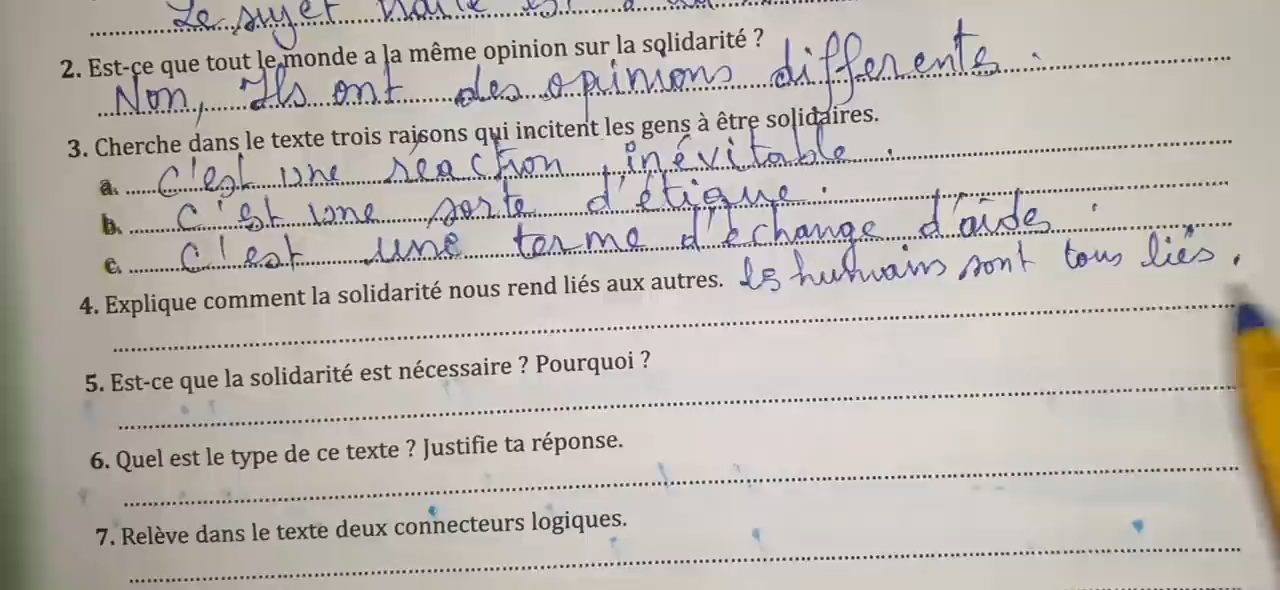 Le sujet
2. Est-ce que tout le monde a la même opinion sur la solidarité ?
Non, Ils ont des opinions differents.
3. Cherche dans le texte trois raisons qui incitent les gens à être solidaires.
a. C'est une réaction inévitable.
b. C'est une sorte d'étique.
c. C'est une terme d'échange d'aides.
4. Explique comment la solidarité nous rend liés aux autres. les humains sont tous liés.
5. Est-ce que la solidarité est nécessaire ? Pourquoi ?
6. Quel est le type de ce texte ? Justifie ta réponse.
7. Relève dans le texte deux connecteurs logiques.